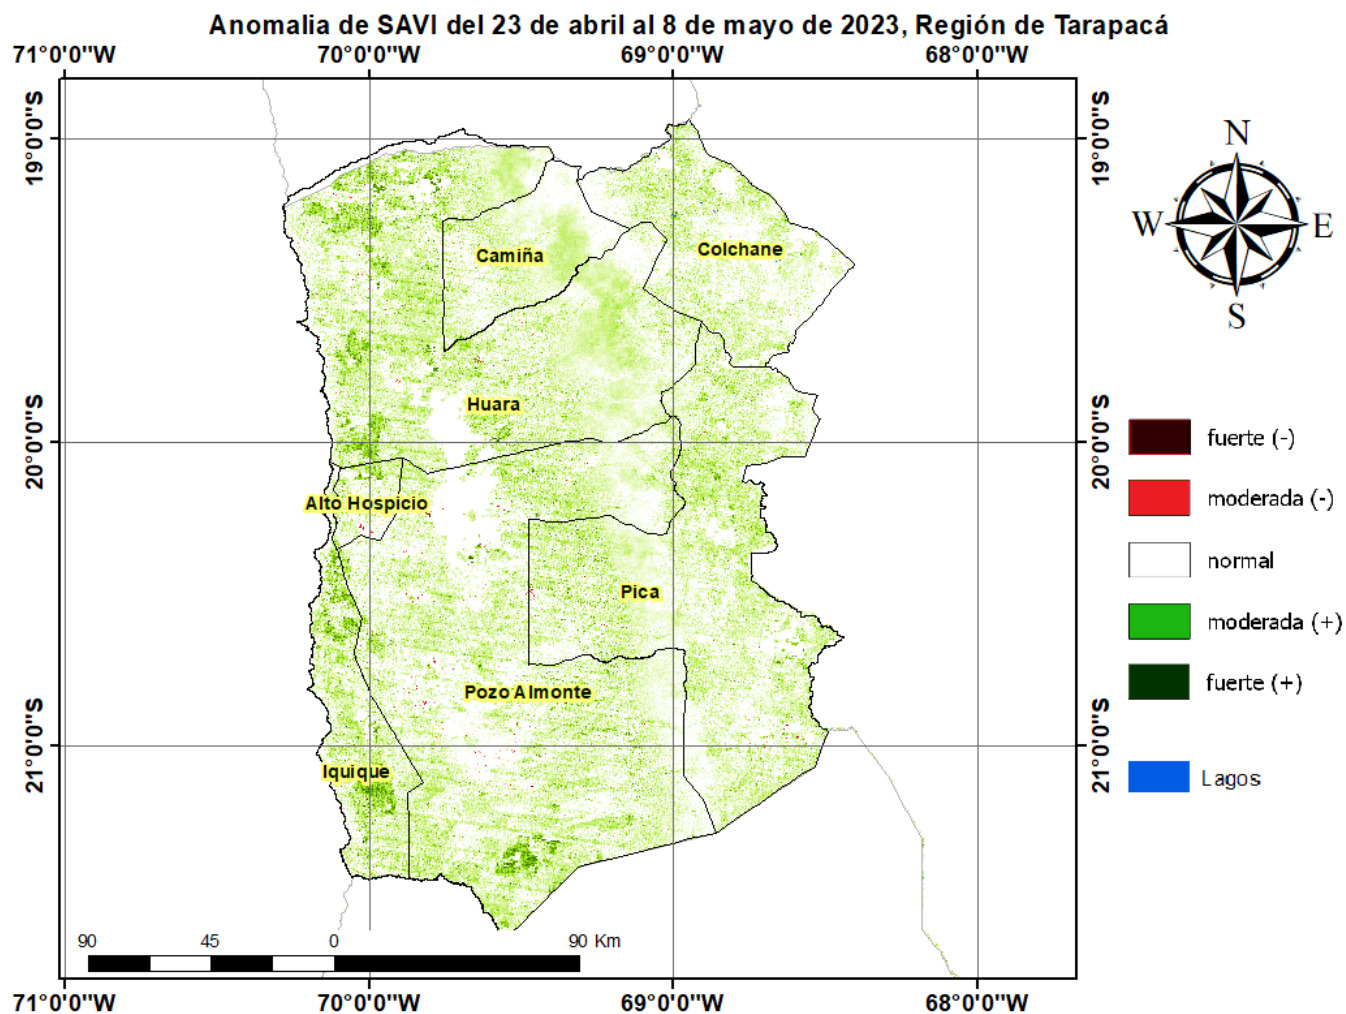 Anomalia de SAVI del 23 de abril al 8 de mayo de 2023, Región de Tarapacá
71°0'0"W 70°0'0"W 69°0'0"W 68°0'0"W
19°0'0"S
19°0'0"S
N
W
E
S
Camiña
Colchane
Huara
20°0'0"S
20°0'0"S
fuerte (-)
Alto Hospicio
moderada (-)
normal
Pica
moderada (+)
Pozo Almonte
fuerte (+)
21°0'0"S
21°0'0"S
Iquique
Lagos
90 45 0 90 Km
71°0'0"W 70°0'0"W 69°0'0"W 68°0'0"W